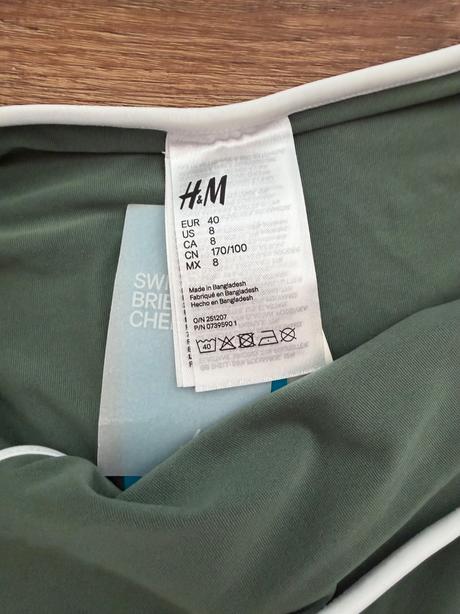 H&M
EUR 40
US 8
CA 8
CN 170/100
MX 8
Made in Bangladesh
Fabriqué en Bangladesh
Hecho en Bangladesh
O/N 251207
P/N 0739590 1
40
SWI
BRIE
CHE